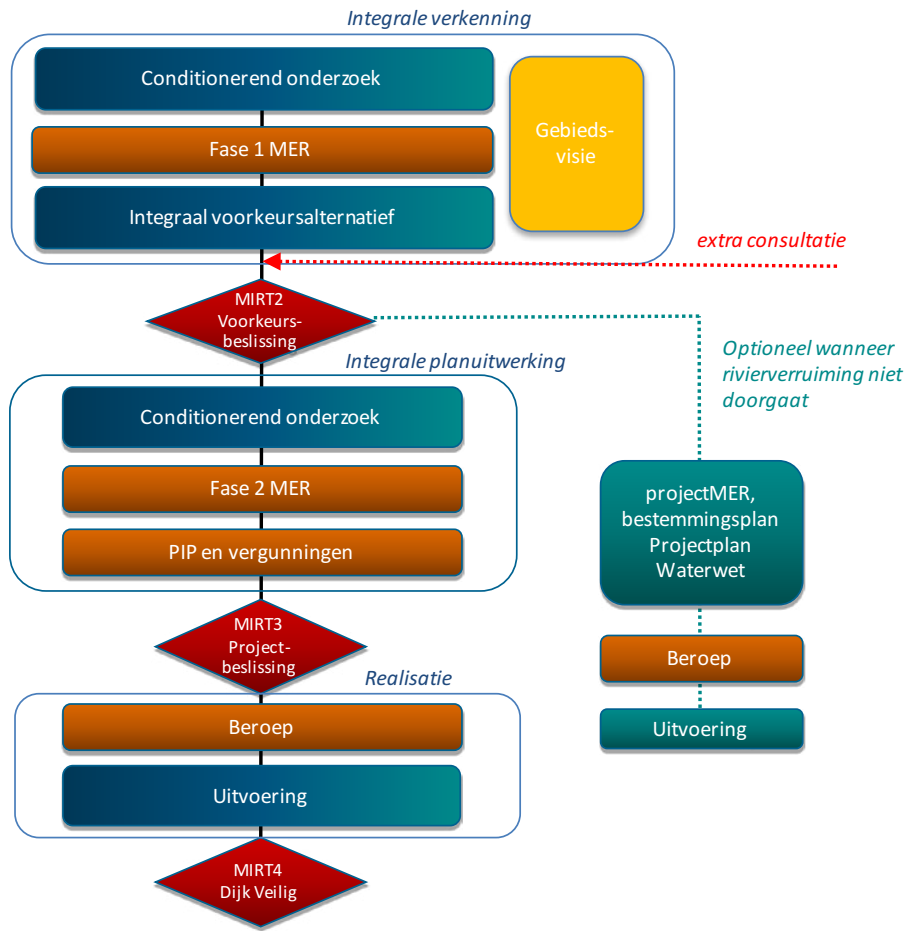 Integrale verkenning
Conditionerend onderzoek
Gebieds-
visie
Fase 1 MER
Integraal voorkeursalternatief
extra consultatie
MIRT2
Voorkeurs-
beslissing
Optioneel wanneer
rivierverruiming niet
doorgaat
Integrale planuitwerking
Conditionerend onderzoek
Fase 2 MER
PIP en vergunningen
projectMER,
bestemmingsplan
Projectplan
Waterwet
MIRT3
Project-
beslissing
Beroep
Realisatie
Beroep
Uitvoering
Uitvoering
MIRT4
Dijk Veilig